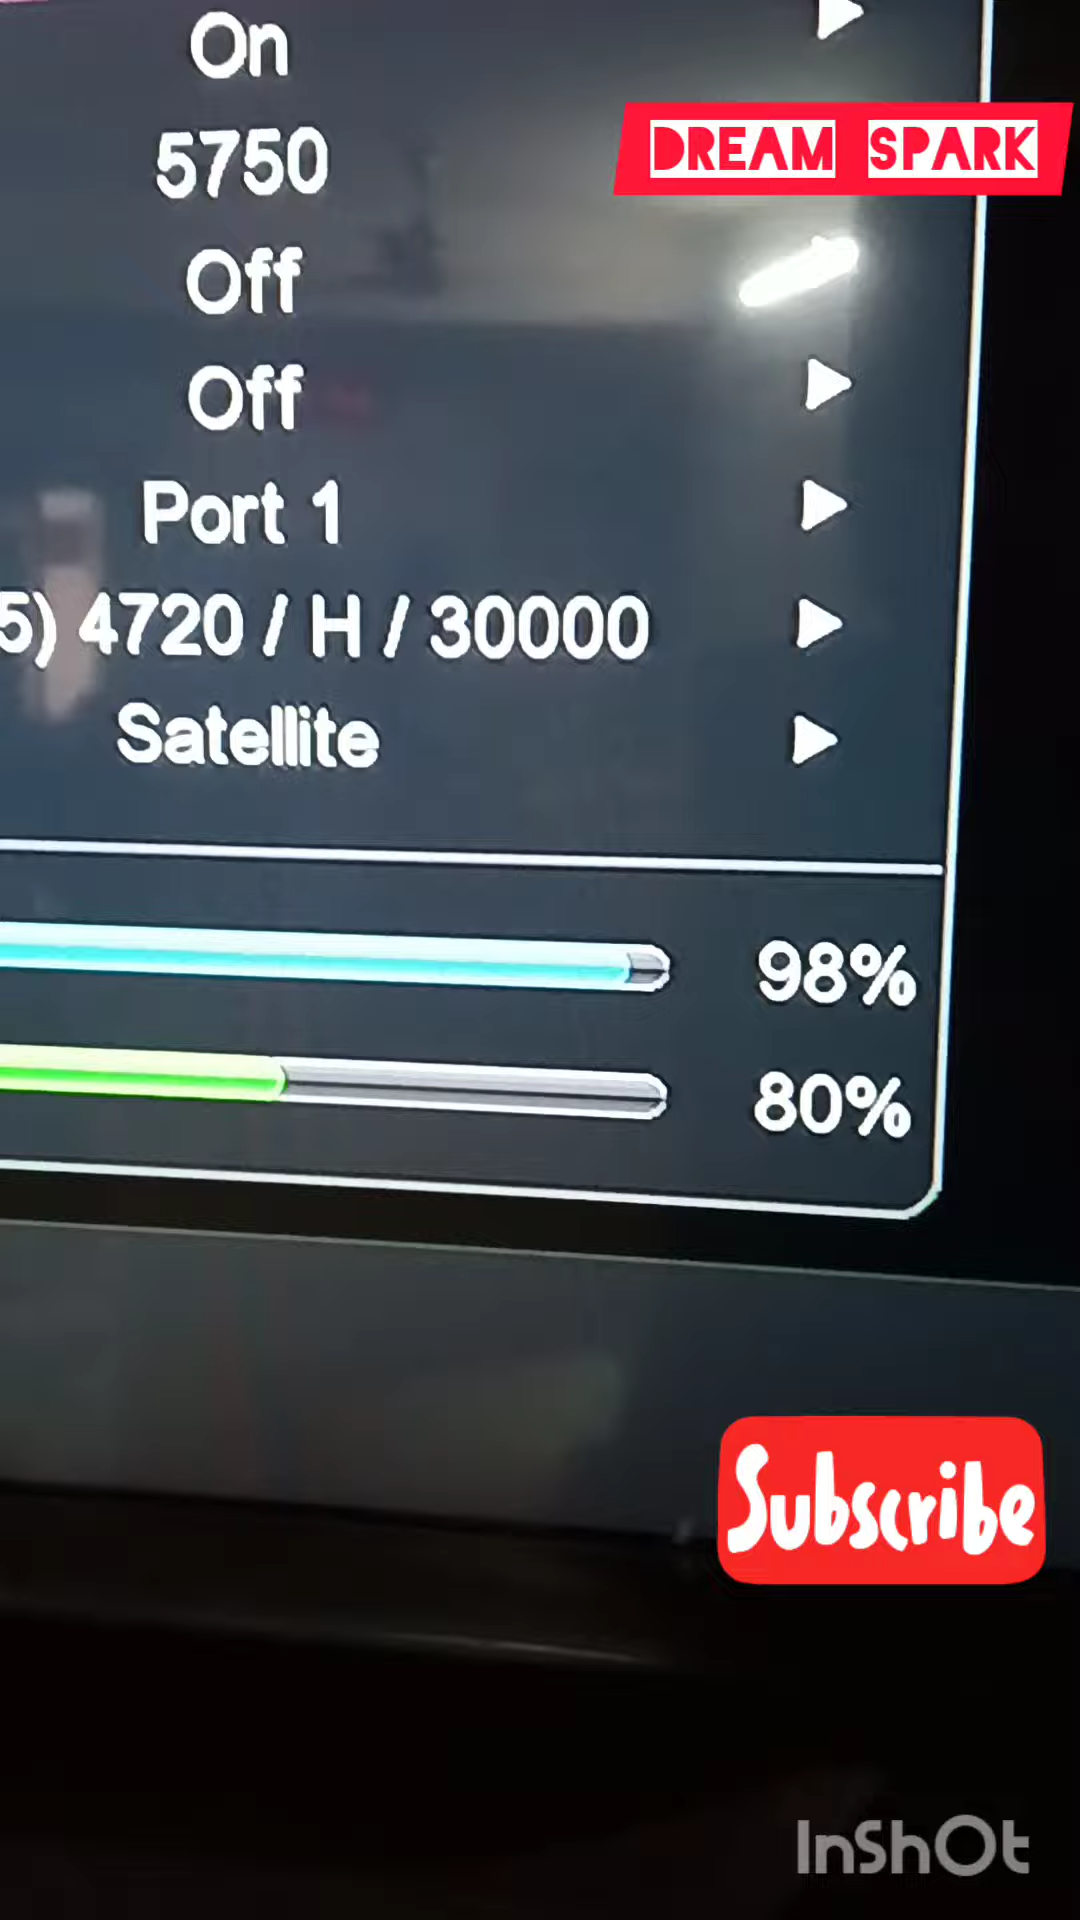 On
5750
DREAM SPARK
Off
Off
Port 1
5) 4720 / H / 30000
Satellite
98%
80%
Subscribe
InShOt